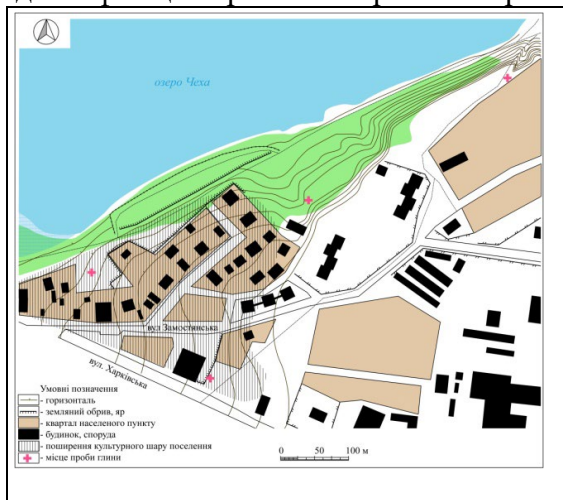 озеро Чеха
вул Замостянська
вул. Харківська
Умовні позначення
- горизонталь
- земляний обрив, яр
- квартал населеного пункту
- будинок, споруда
- поширення культурного шару поселення
- місце проби глини
0 50 100 м